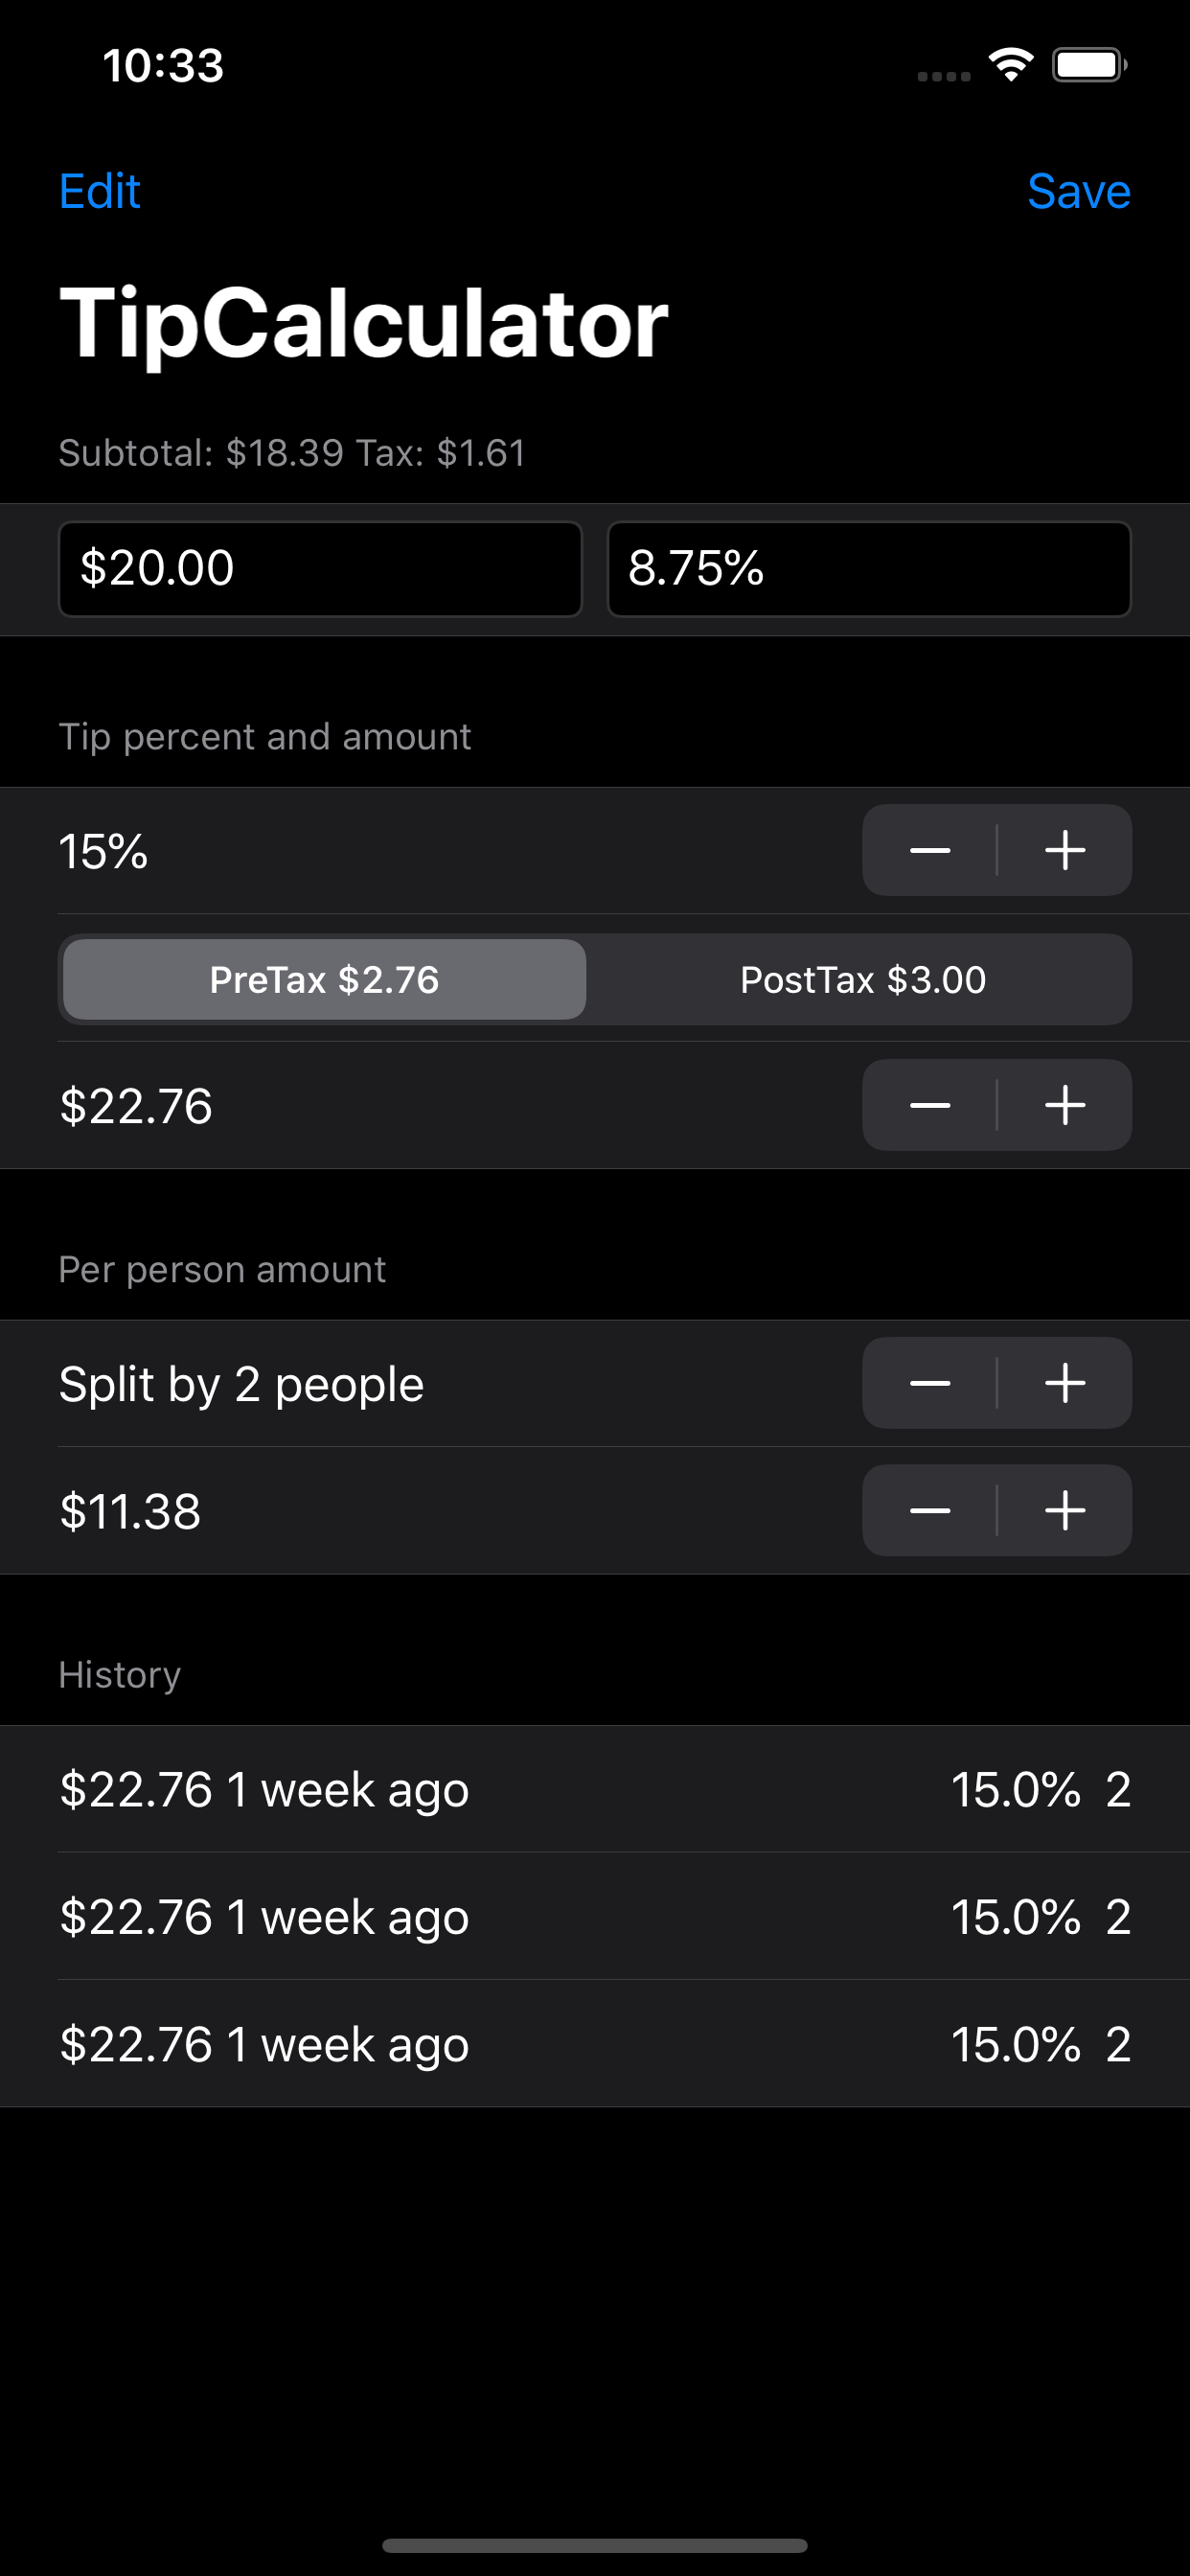 10:33
Edit Save
TipCalculator
Subtotal: $18.39 Tax: $1.61
$20.00 8.75%
Tip percent and amount
15%
PreTax $2.76 PostTax $3.00
$22.76
Per person amount
Split by 2 people
$11.38
History
$22.76 1 week ago 15.0% 2
$22.76 1 week ago 15.0% 2
$22.76 1 week ago 15.0% 2